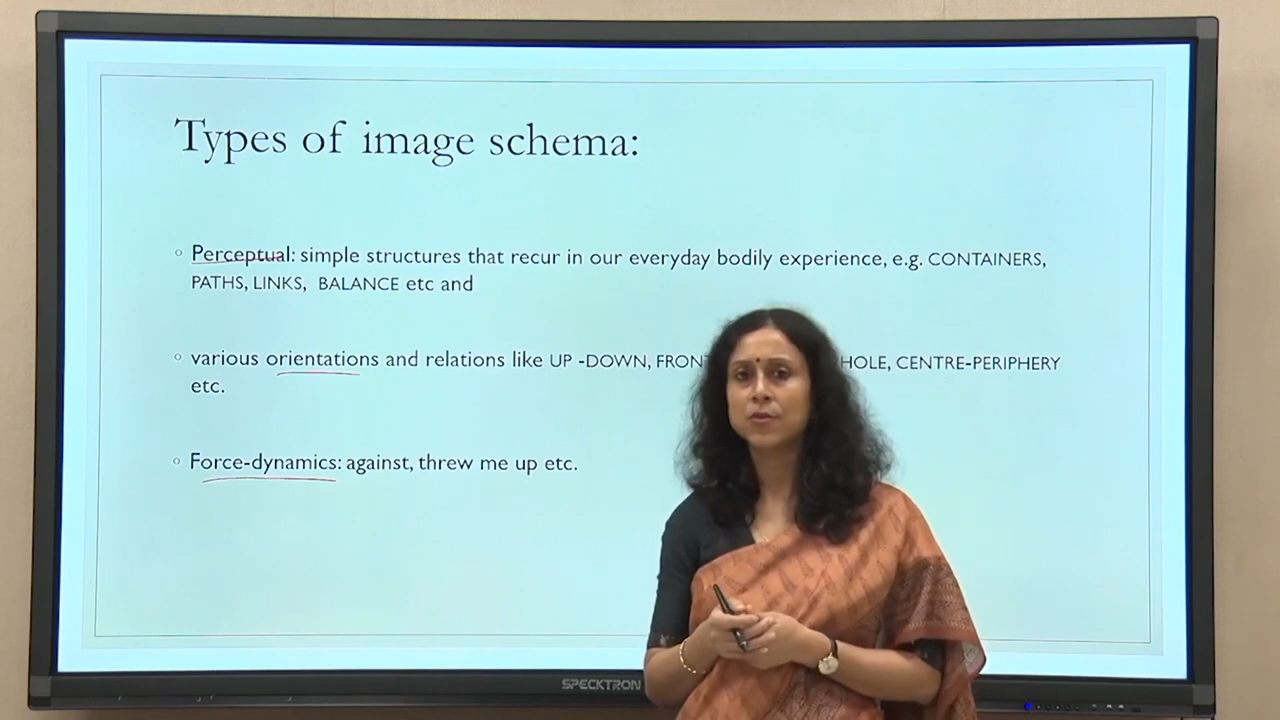 Types of image schema:
Perceptual: simple structures that recur in our everyday bodily experience, e.g. CONTAINERS,
PATHS, LINKS, BALANCE etc and
various orientations and relations like UP -DOWN, FRON HOLE, CENTRE-PERIPHERY
etc.
Force-dynamics: against, threw me up etc.
SPECKTRON